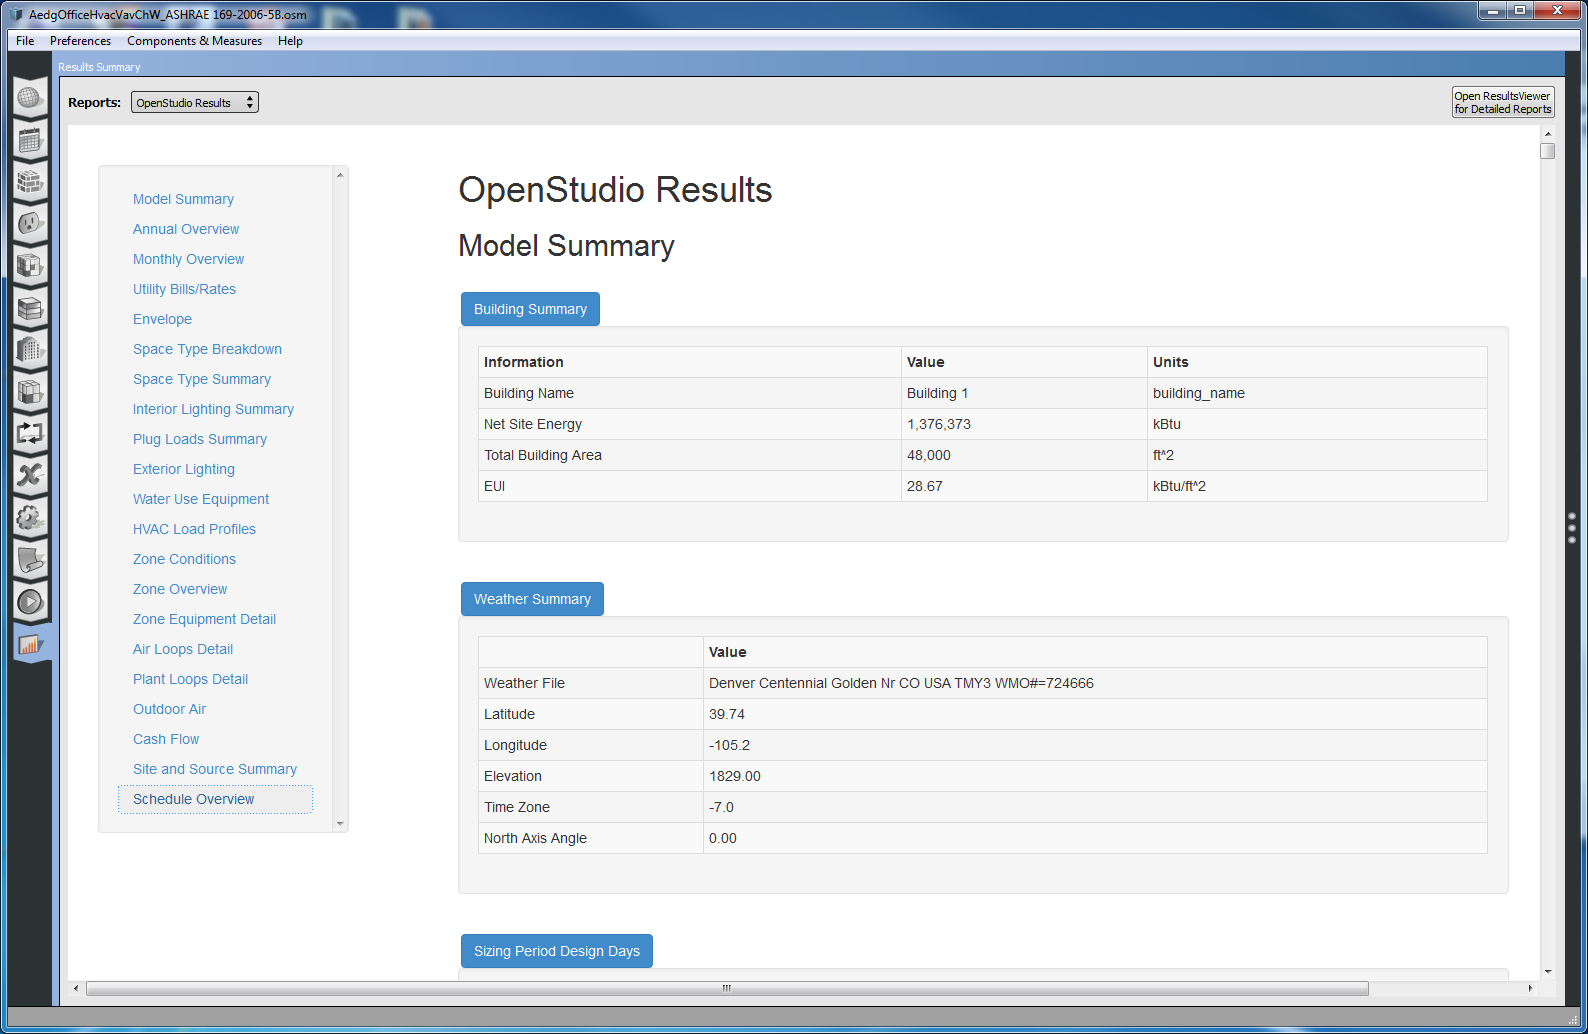 AedgOfficeHvacVavChW_ASHRAE 169-2006-5B.osm
File Preferences Components & Measures Help
Results Summary
Reports: OpenStudio Results
Open ResultsViewer
for Detailed Reports
Model Summary
Annual Overview
Monthly Overview
Utility Bills/Rates
Envelope
Space Type Breakdown
Space Type Summary
Interior Lighting Summary
Plug Loads Summary
Exterior Lighting
Water Use Equipment
HVAC Load Profiles
Zone Conditions
Zone Overview
Zone Equipment Detail
Air Loops Detail
Plant Loops Detail
Outdoor Air
Cash Flow
Site and Source Summary
Schedule Overview
OpenStudio Results
Model Summary
Building Summary
Information Value Units
Building Name Building 1 building_name
Net Site Energy 1,376,373 kBtu
Total Building Area 48,000 ft^2
EUI 28.67 kBtu/ft^2
Weather Summary
Value
Weather File Denver Centennial Golden Nr CO USA TMY3 WMO#=724666
Latitude 39.74
Longitude -105.2
Elevation 1829.00
Time Zone -7.0
North Axis Angle 0.00
Sizing Period Design Days